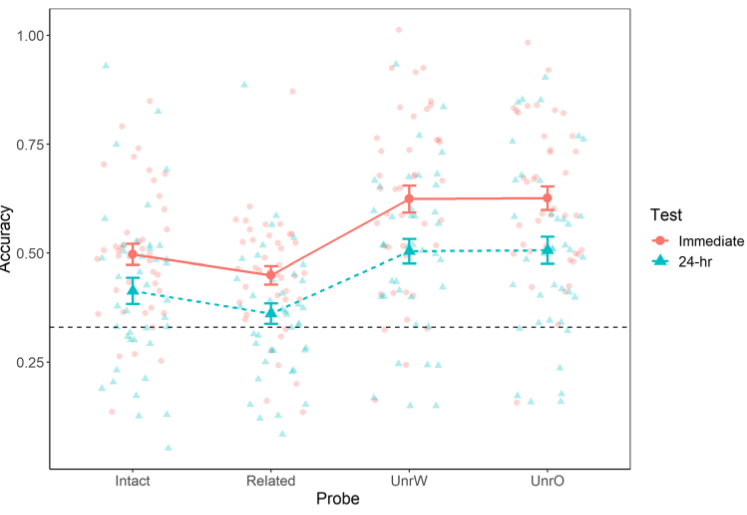 1.00
0.75
0.50
0.25
Accuracy
Intact Related UnrW UnrO
Probe
Test
Immediate
24-hr